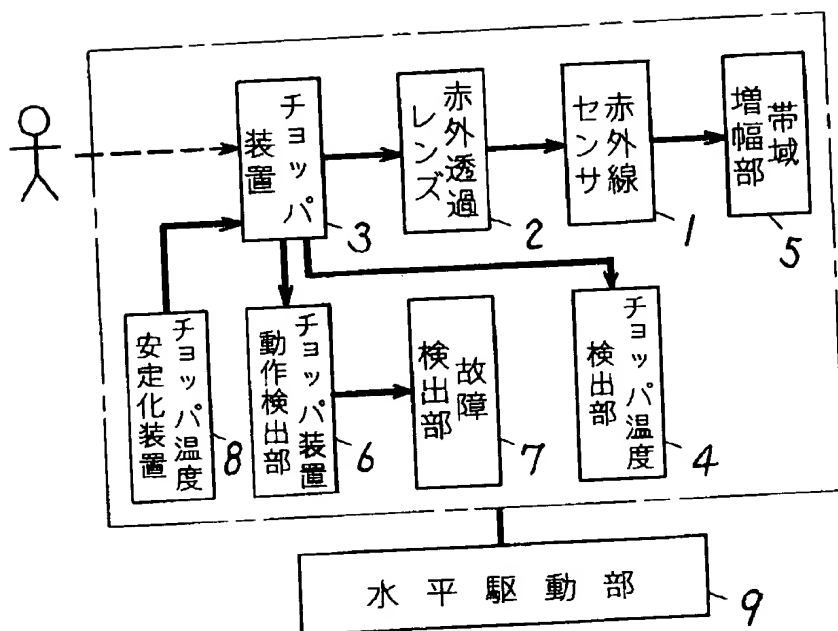 チョッパ
装置
3
赤外透過
レンズ
2
赤外線
センサ
1
帯域
増幅部
5
チョッパ温度
安定化装置
8
チョッパ装置
動作検出部
6
故障
検出部
7
チョッパ温度
検出部
4
水平駆動部
9